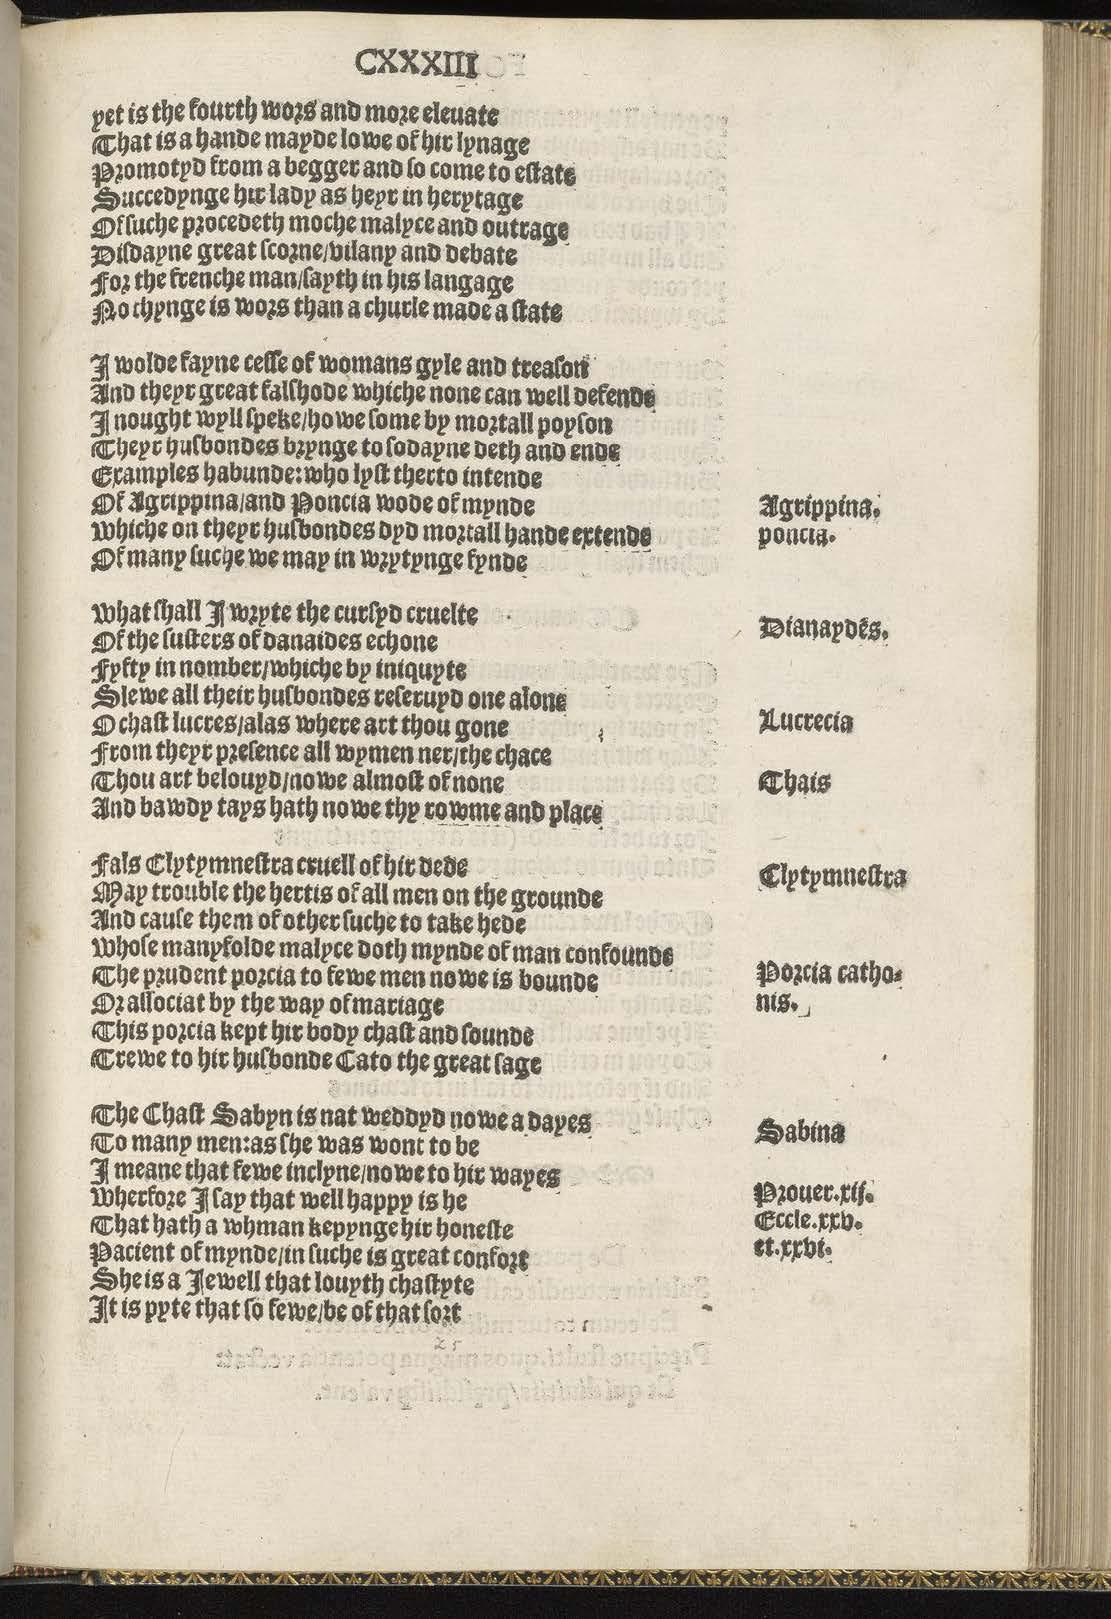 CXXXIII
yet is the fourth wors and more eleuate
That is a hande mayde lowe of hir lynage
Promotyd from a begger and so come to estate
Succedynge hir lady as heyr in herytage
Of suche procedeth moche malyce and outrage
Disdayne great scorne/vilany and debate
For the frenche man/sayth in his langage
No thynge is wors than a churle made a state
I wolde fayne cesse of womans gyle and treason
And theyr great falshode whiche none can well defende
I nought wyll speke/howe some by mortall poyson
Theyr husbondes brynge to sodayne deth and ende
Examples habunde: who lyst therto intende
Of Agrippina/and Poncia wode of mynde
Agrippina.
Whiche on theyr husbondes dyd mortall hande extende
poncia.
Of many suche we may in wrytynge fynde
What shall I wryte the cursyd cruelte
Of the susters of danaides echone
Dianaydēs.
Fyfty in nomber/whiche by iniquyte
Slewe all their husbondes reseruyd one alone
O chast lucres/alas where art thou gone
Lucrecia
From theyr presence all wymen ner/the chace
Thou art belouyd/nowe almost of none
Thais
And bawdy tays hath nowe thy rowme and place
Fals Clytymnestra cruell of hir dede
Clytymnestra
May trouble the hertis of all men on the grounde
And cause them of other suche to take hede
Whose manyfolde malyce doth mynde of man confounde
The prudent porcia to fewe men nowe is bounde
Porcia catho-
Or associat by the way of mariage
nis.
This porcia kept hir body chast and sounde
Trewe to hir husbonde Cato the great sage
The Chast Sabyn is nat weddyd nowe a dayes
Sabina
To many men: as she was wont to be
I meane that fewe inclyne/nowe to hir wayes
Wherfore I say that well happy is he
Prouer.xij.
That hath a whman kepynge hir honeste
Eccle.xxv.
Pacient of mynde/in suche is great confort
et.xxvi.
She is a Jewell that louyth chastyte
It is pyte that so fewe/be of that sort